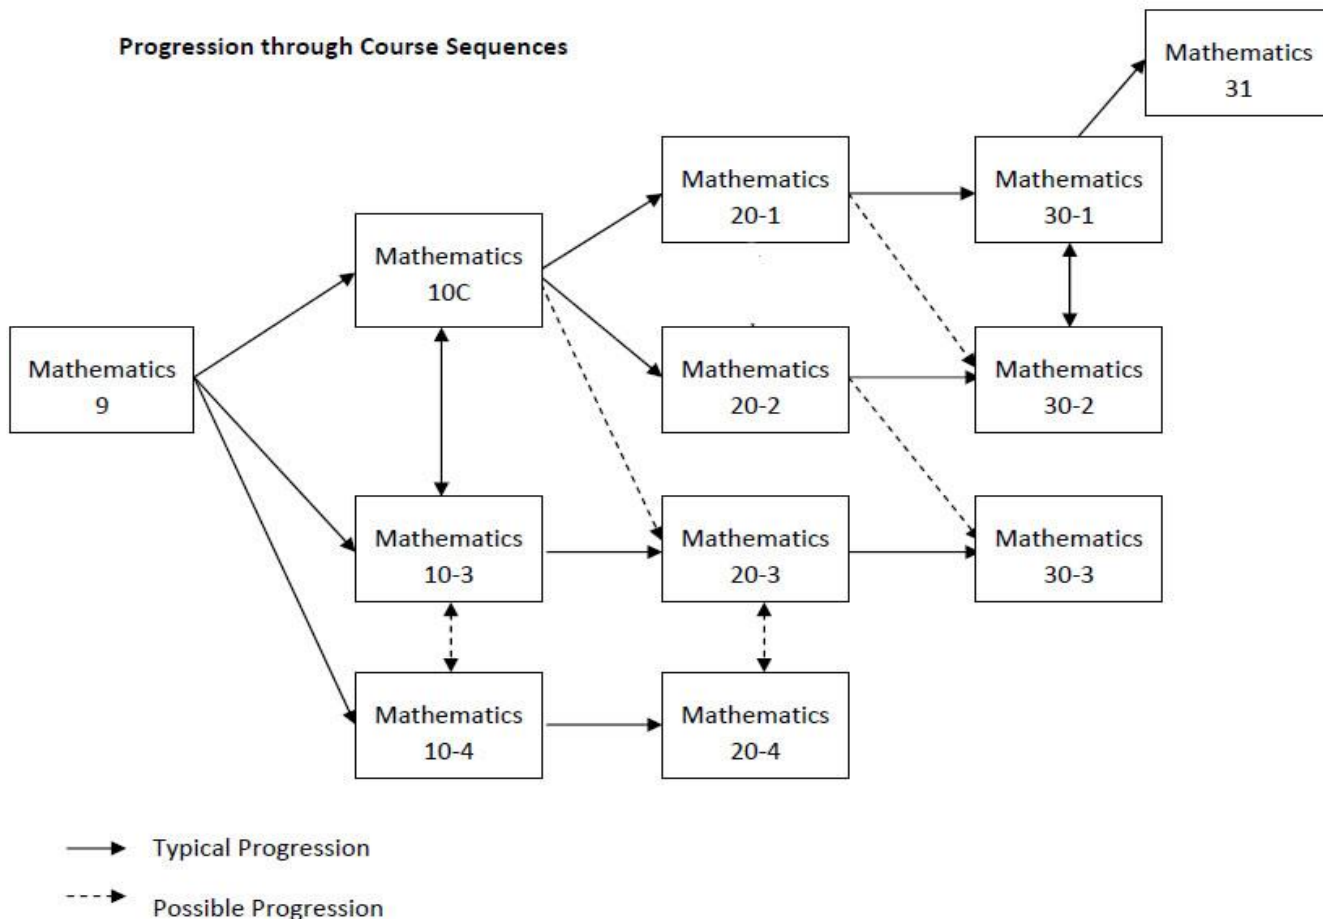 Progression through Course Sequences
Mathematics
31
Mathematics
20-1
Mathematics
30-1
Mathematics
10C
Mathematics
9
Mathematics
20-2
Mathematics
30-2
Mathematics
10-3
Mathematics
20-3
Mathematics
30-3
Mathematics
10-4
Mathematics
20-4
Typical Progression
Possible Progression